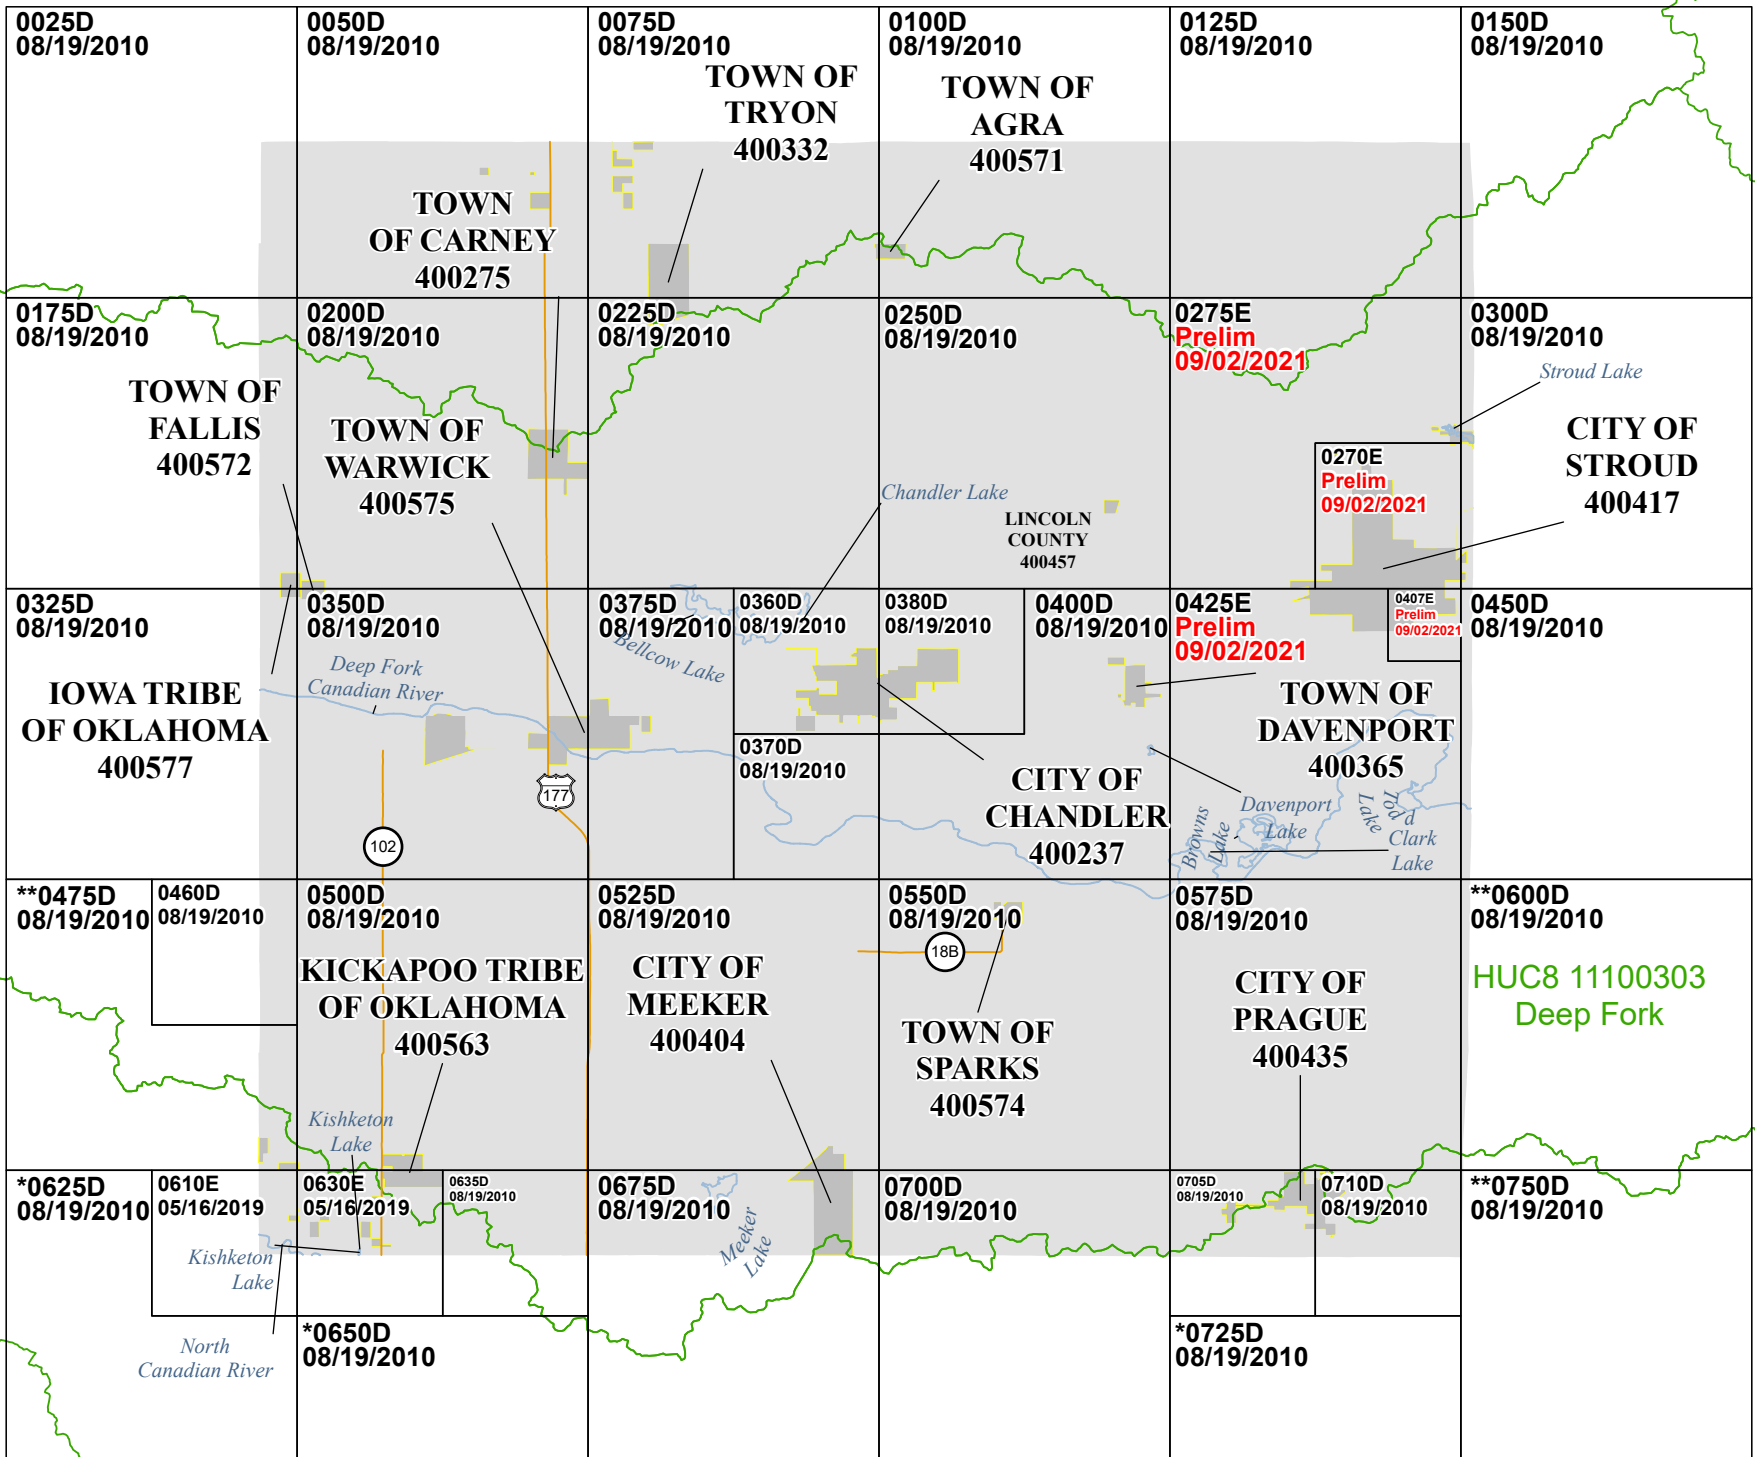 0025D
08/19/2010
0050D
08/19/2010
0075D
08/19/2010
0100D
08/19/2010
0125D
08/19/2010
0150D
08/19/2010
TOWN OF
TRYON
400332
TOWN OF
AGRA
400571
TOWN
OF CARNEY
400275
0175D
08/19/2010
0200D
08/19/2010
0225D
08/19/2010
0250D
08/19/2010
0275E
Prelim
09/02/2021
0300D
08/19/2010
Stroud Lake
TOWN OF
FALLIS
400572
TOWN OF
WARWICK
400575
CITY OF
STROUD
400417
0270E
Prelim
09/02/2021
Chandler Lake
LINCOLN
COUNTY
400457
0325D
08/19/2010
0350D
08/19/2010
0375D
08/19/2010
0360D
08/19/2010
0380D
08/19/2010
0400D
08/19/2010
0425E
Prelim
09/02/2021
0407E
Prelim
09/02/2021
0450D
08/19/2010
Bellcow Lake
Deep Fork
Canadian River
IOWA TRIBE
OF OKLAHOMA
400577
TOWN OF
DAVENPORT
400365
0370D
08/19/2010
CITY OF
CHANDLER
400237
177
102
Davenport
Lake
Browns
Lake
Todd
Lake
Clark
Lake
**0475D
08/19/2010
0460D
08/19/2010
0500D
08/19/2010
0525D
08/19/2010
0550D
08/19/2010
0575D
08/19/2010
**0600D
08/19/2010
18B
KICKAPOO TRIBE
OF OKLAHOMA
400563
CITY OF
MEEKER
400404
TOWN OF
SPARKS
400574
CITY OF
PRAGUE
400435
HUC8 11100303
Deep Fork
Kishketon
Lake
*0625D
08/19/2010
0610E
05/16/2019
0630E
05/16/2019
0635D
08/19/2010
0675D
08/19/2010
0700D
08/19/2010
0705D
08/19/2010
0710D
08/19/2010
**0750D
08/19/2010
Meeker
Lake
Kishketon
Lake
North
Canadian River
*0650D
08/19/2010
*0725D
08/19/2010